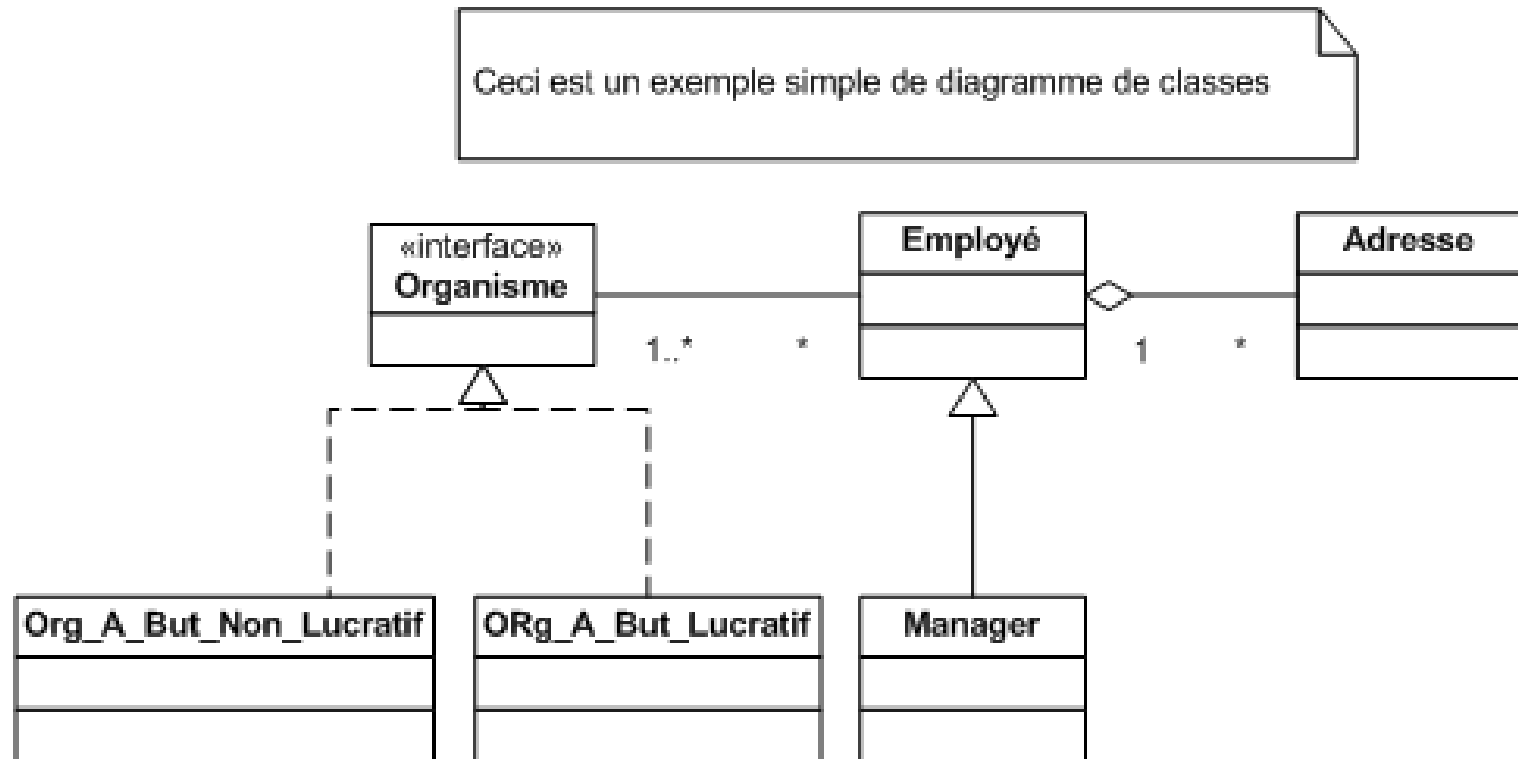 Ceci est un exemple simple de diagramme de classes
«interface»
Organisme
Employé
Adresse
1..*
*
1
*
Org_A_But_Non_Lucratif
ORg_A_But_Lucratif
Manager